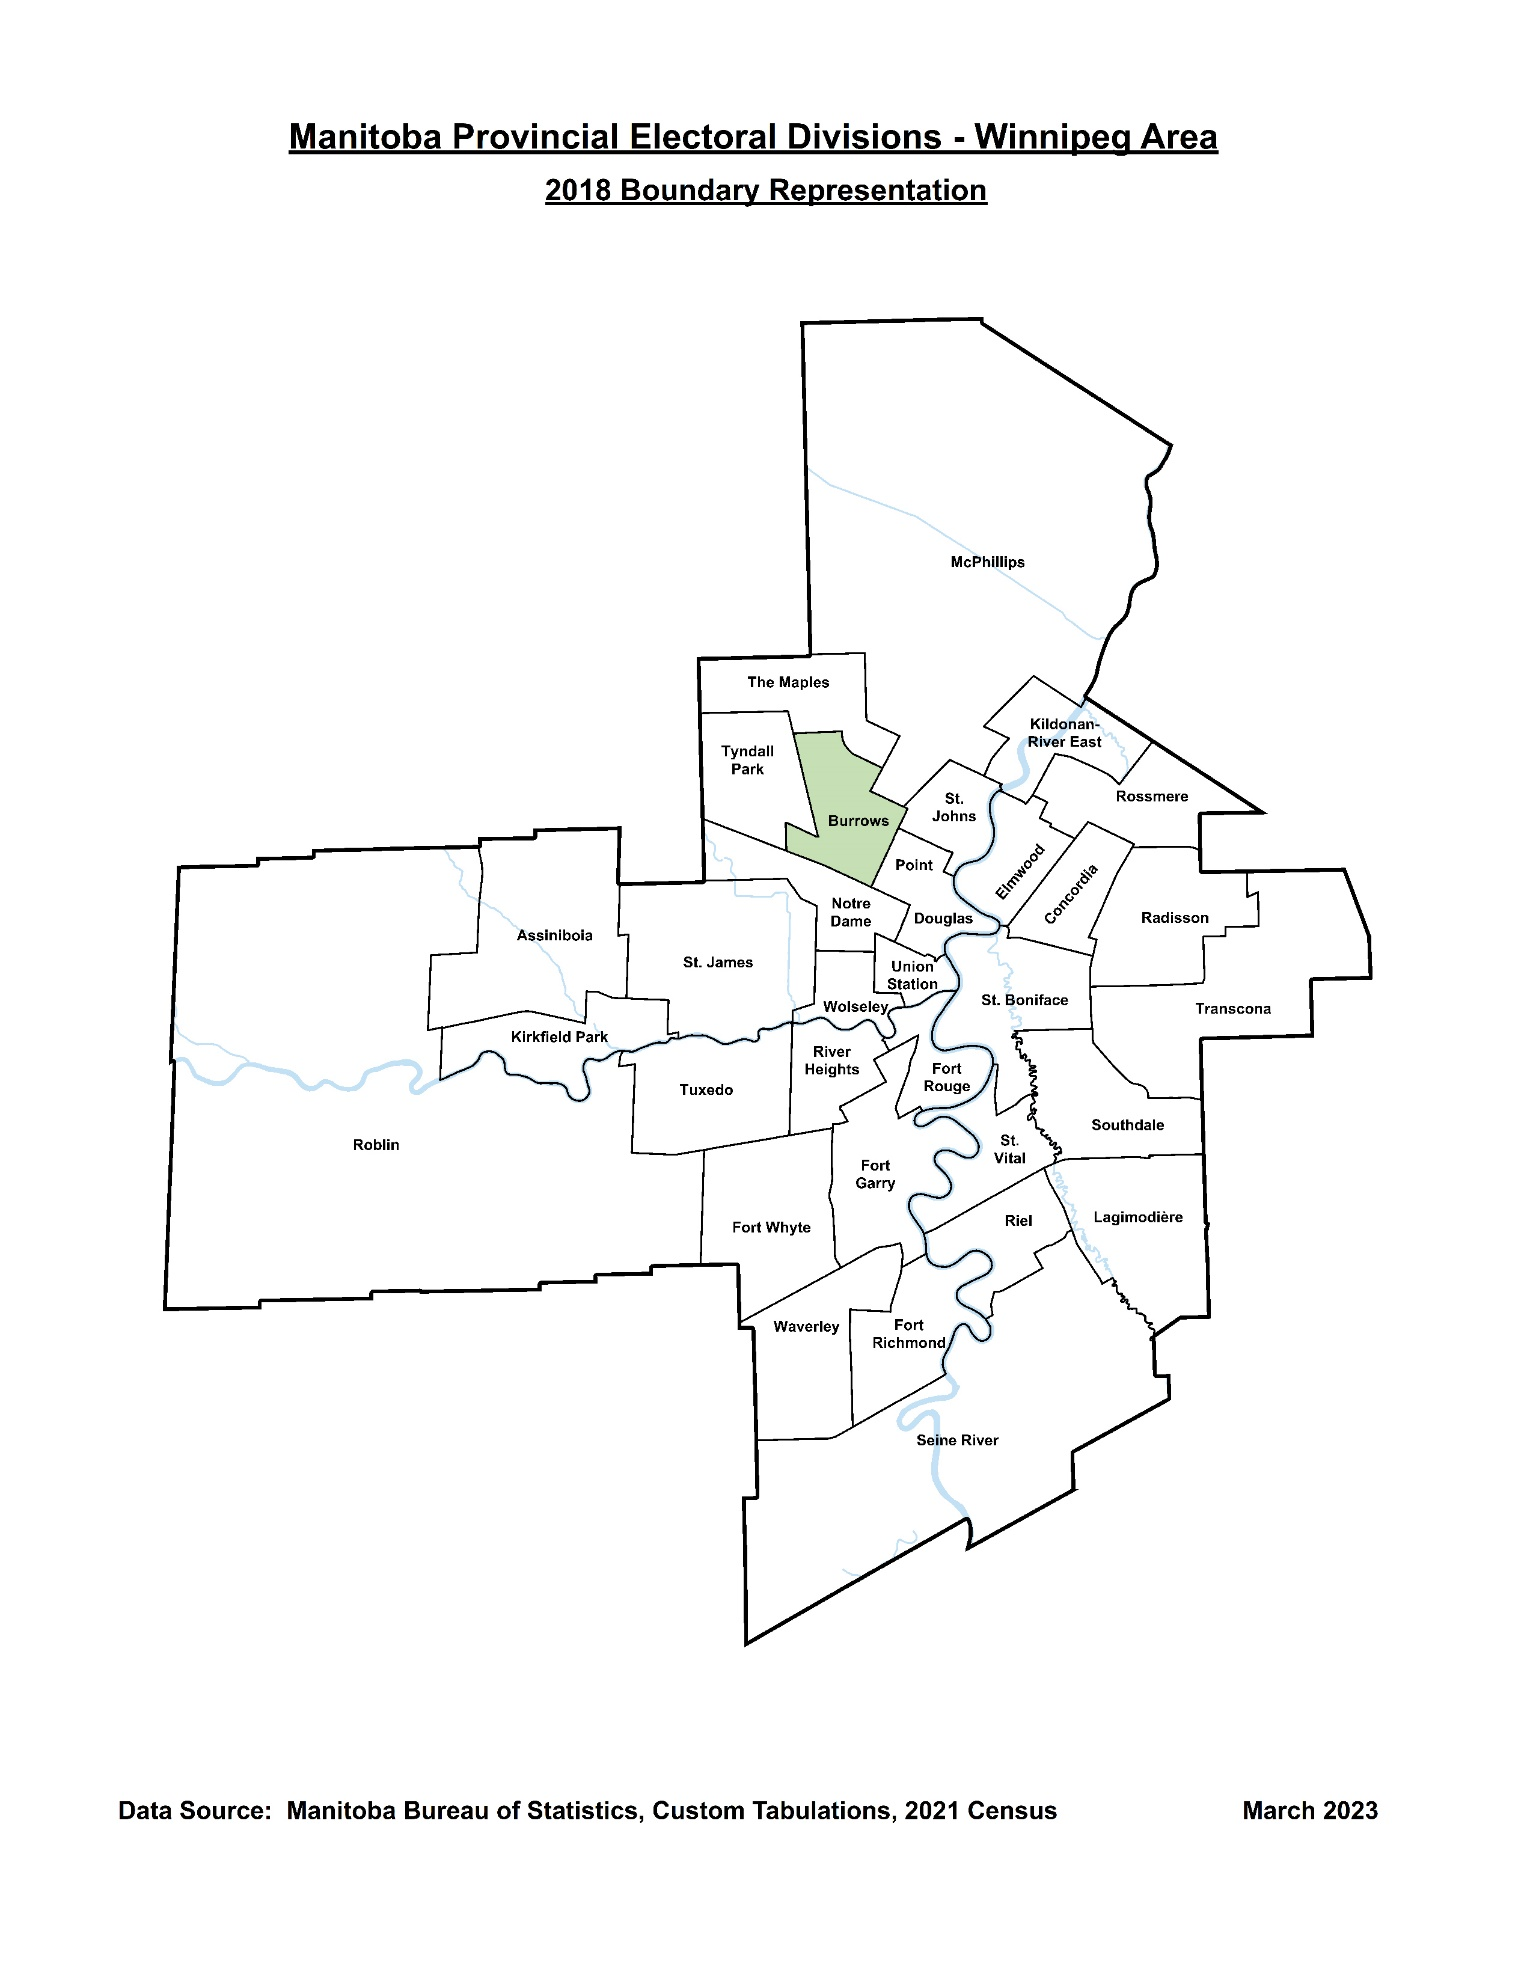 Manitoba Provincial Electoral Divisions - Winnipeg Area
2018 Boundary Representation
McPhillips
The Maples
Kildonan-
River East
Tyndall
Park
Rossmere
St.
Johns
Burrows
Point
Elmwood
Concordia
Notre
Dame
Douglas
Radisson
Assiniboia
St. James
Union
Station
St. Boniface
Wolseley
Transcona
Kirkfield Park
River
Heights
Fort
Rouge
Tuxedo
Southdale
Roblin
St.
Vital
Fort
Garry
Riel
Lagimodière
Fort Whyte
Waverley
Fort
Richmond
Seine River
Data Source: Manitoba Bureau of Statistics, Custom Tabulations, 2021 Census
March 2023